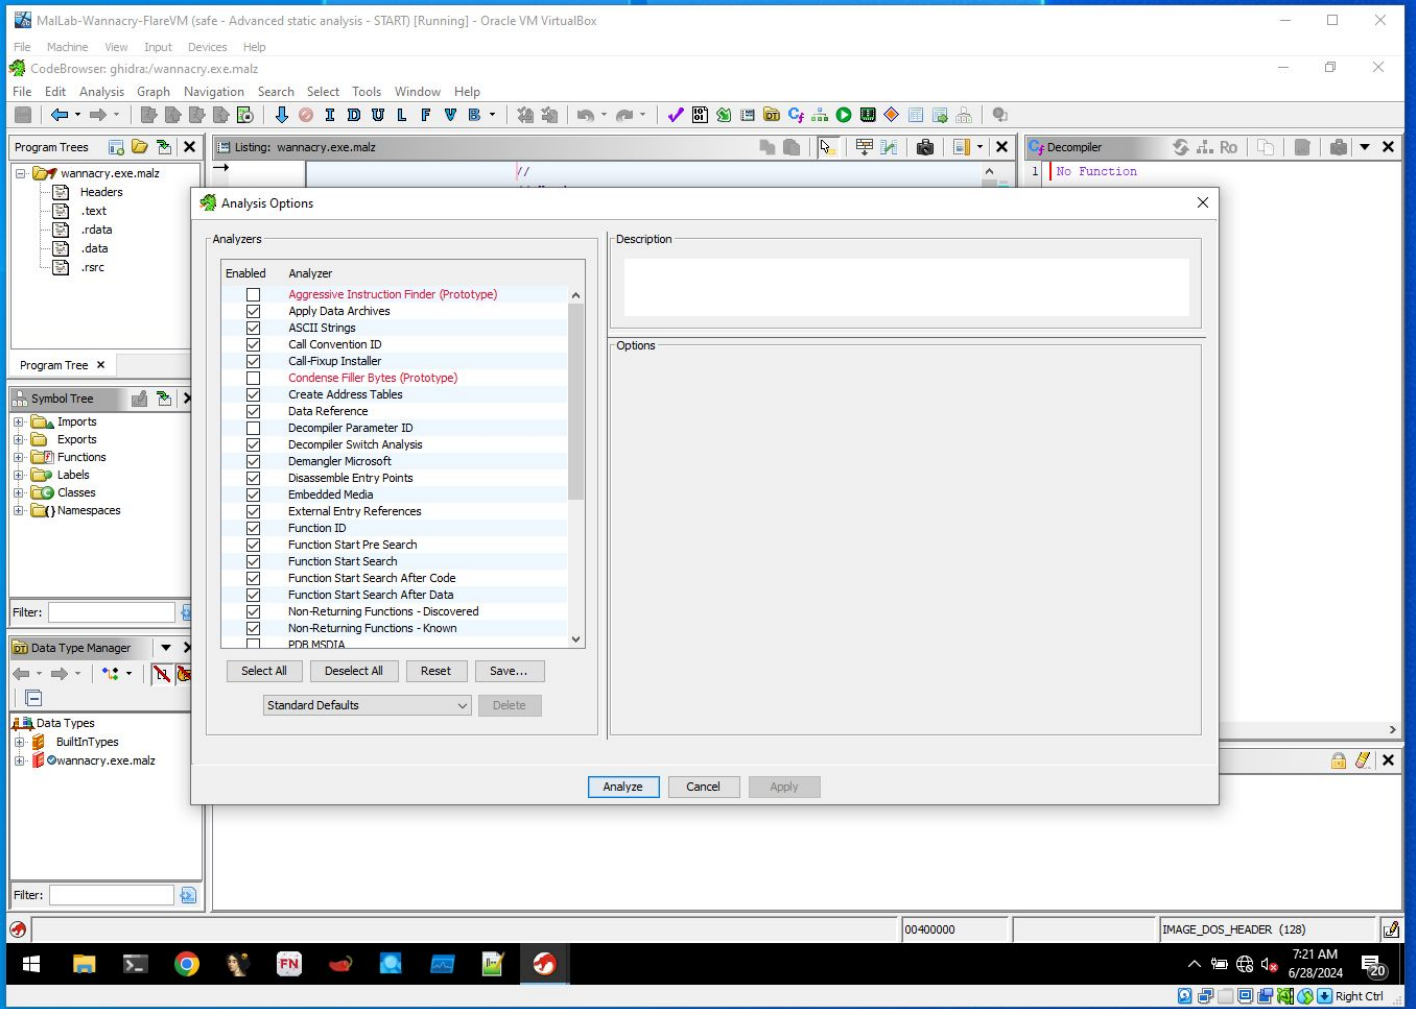 MalLab-Wannacry-FlareVM (safe - Advanced static analysis - START) [Running] - Oracle VM VirtualBox
File Machine View Input Devices Help
CodeBrowser: ghidra:/wannacry.exe.malz
File Edit Analysis Graph Navigation Search Select Tools Window Help
I D U L F V B
Program Trees
Listing: wannacry.exe.malz
Decompiler
Ro
wannacry.exe.malz
Headers
.text
.rdata
.data
.rsrc
Program Tree
//
1 No Function
Symbol Tree
Imports
Exports
Functions
Labels
Classes
Namespaces
Filter:
Data Type Manager
Data Types
BuiltInTypes
wannacry.exe.malz
Filter:
Analysis Options
Analyzers
Enabled Analyzer
Aggressive Instruction Finder (Prototype)
Apply Data Archives
ASCII Strings
Call Convention ID
Call-Fixup Installer
Condense Filler Bytes (Prototype)
Create Address Tables
Data Reference
Decompiler Parameter ID
Decompiler Switch Analysis
Demangler Microsoft
Disassemble Entry Points
Embedded Media
External Entry References
Function ID
Function Start Pre Search
Function Start Search
Function Start Search After Code
Function Start Search After Data
Non-Returning Functions - Discovered
Non-Returning Functions - Known
PDB MSDIA
Select All Deselect All Reset Save...
Standard Defaults Delete
Description
Options
Analyze Cancel Apply
00400000 IMAGE_DOS_HEADER (128)
FN
7:21 AM
6/28/2024
20
Right Ctrl